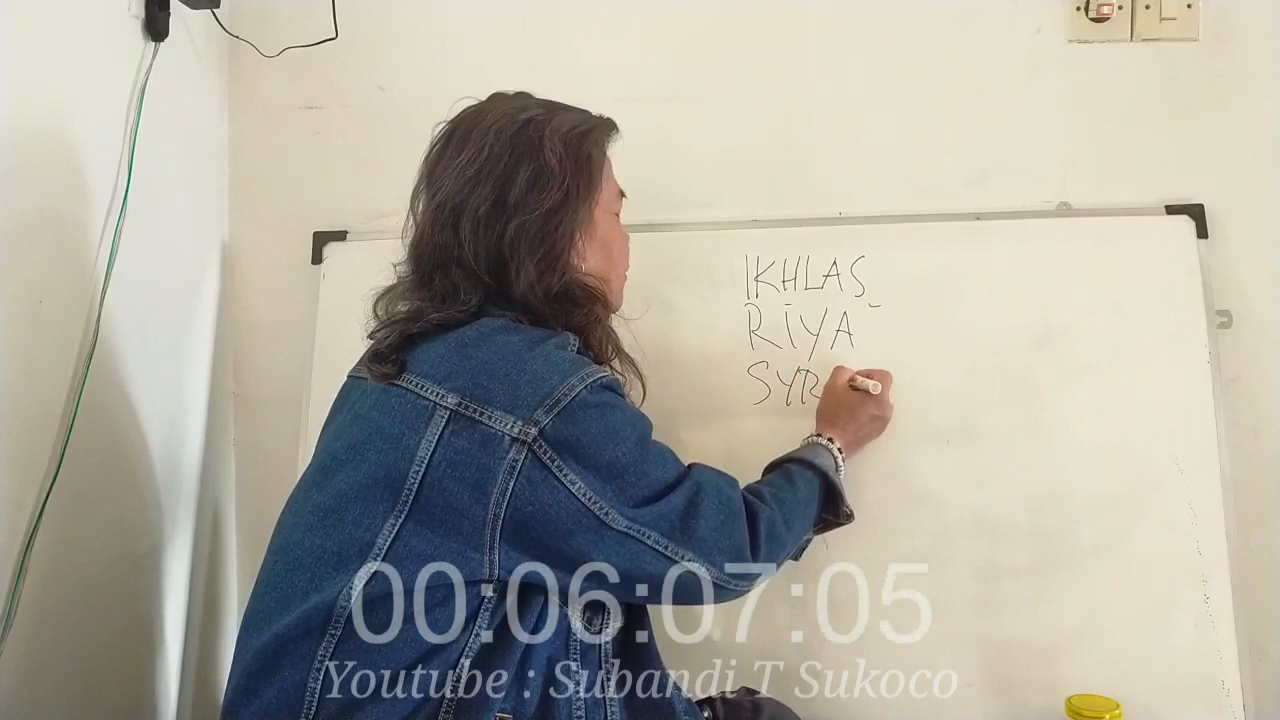 IKHLAS
RIYA
SYR
00:06:07:05
Youtube : Subandi T Sukoco